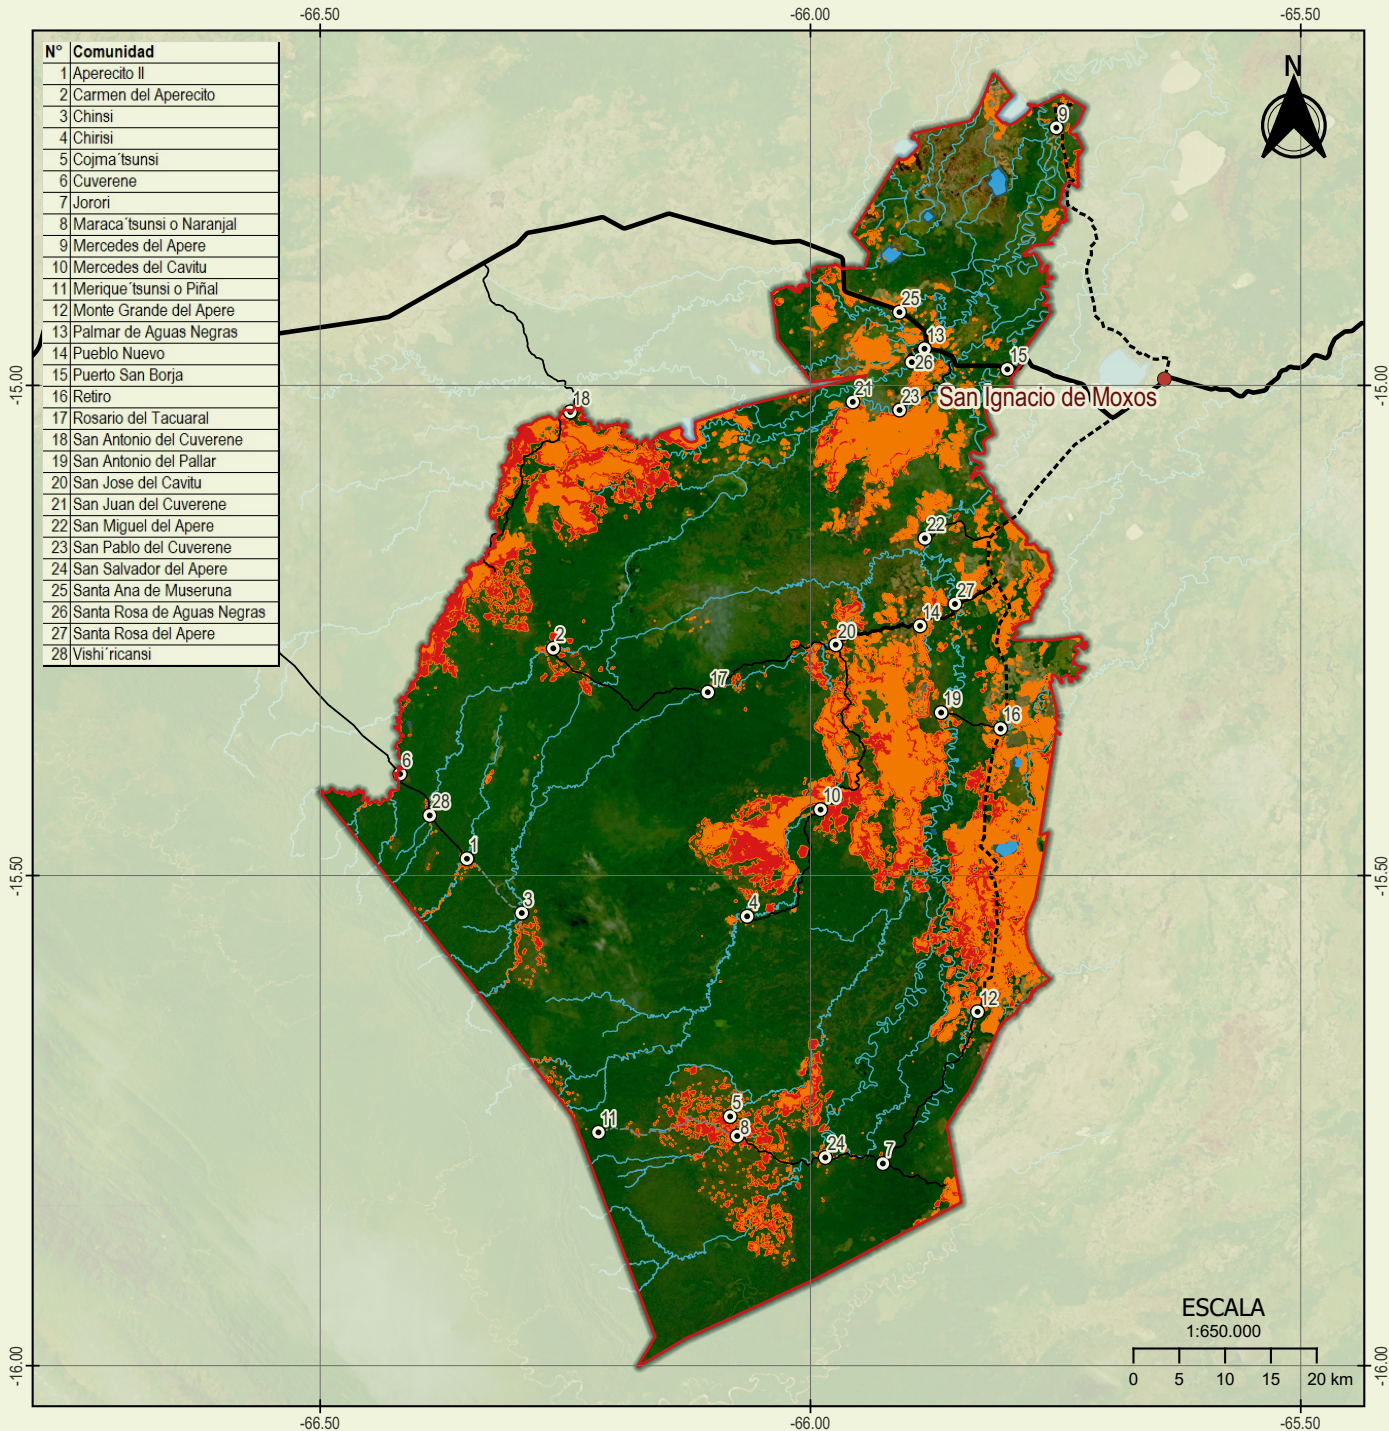 -66.50 -66.00 -65.50
N° Comunidad
1 Aperecito II
2 Carmen del Aperecito
3 Chinsi
4 Chirisi
5 Cojma´tsunsi
6 Cuverene
7 Jorori
8 Maraca´tsunsi o Naranjal
9 Mercedes del Apere
10 Mercedes del Cavitu
11 Merique´tsunsi o Piñal
12 Monte Grande del Apere
13 Palmar de Aguas Negras
14 Pueblo Nuevo
15 Puerto San Borja
16 Retiro
17 Rosario del Tacuaral
18 San Antonio del Cuverene
19 San Antonio del Pallar
20 San Jose del Cavitu
21 San Juan del Cuverene
22 San Miguel del Apere
23 San Pablo del Cuverene
24 San Salvador del Apere
25 Santa Ana de Museruna
26 Santa Rosa de Aguas Negras
27 Santa Rosa del Apere
28 Vishi´ricansi
N
9
25
13
26
15
-15.00 -15.00
21
18
23
San Ignacio de Moxos
22
27
14
2
20
17
19
16
6
28
10
1
-15.50 -15.50
3
4
12
5
11
8
24
7
ESCALA
1:650.000
0 5 10 15 20 km
-16.00 -16.00
-66.50 -66.00 -65.50